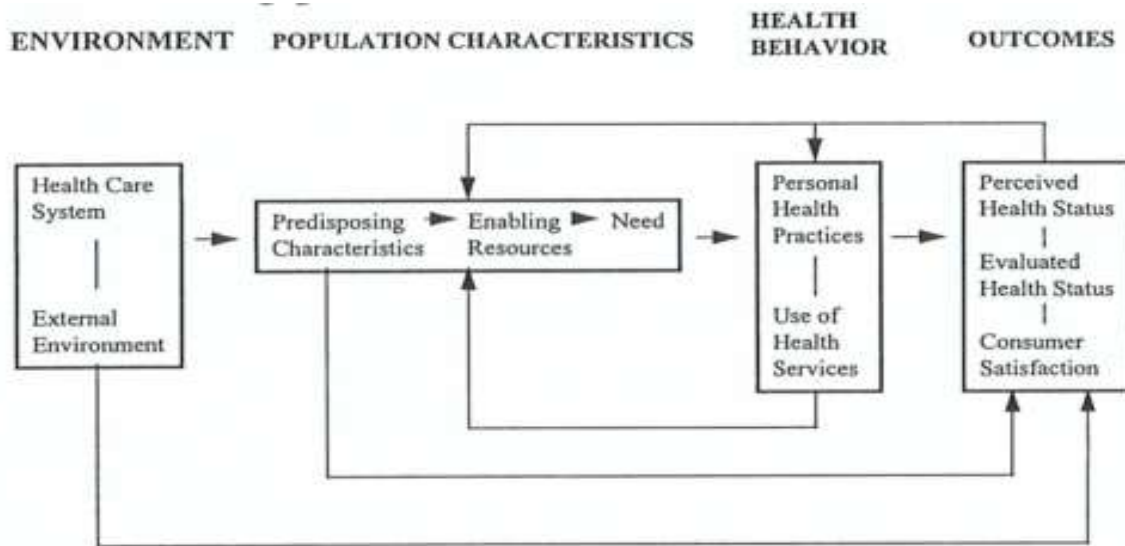 ENVIRONMENT
POPULATION CHARACTERISTICS
HEALTH
BEHAVIOR
OUTCOMES
Health Care
System
External
Environment
Predisposing
Characteristics
Enabling
Resources
Need
Personal
Health
Practices
Use of
Health
Services
Perceived
Health Status
Evaluated
Health Status
Consumer
Satisfaction